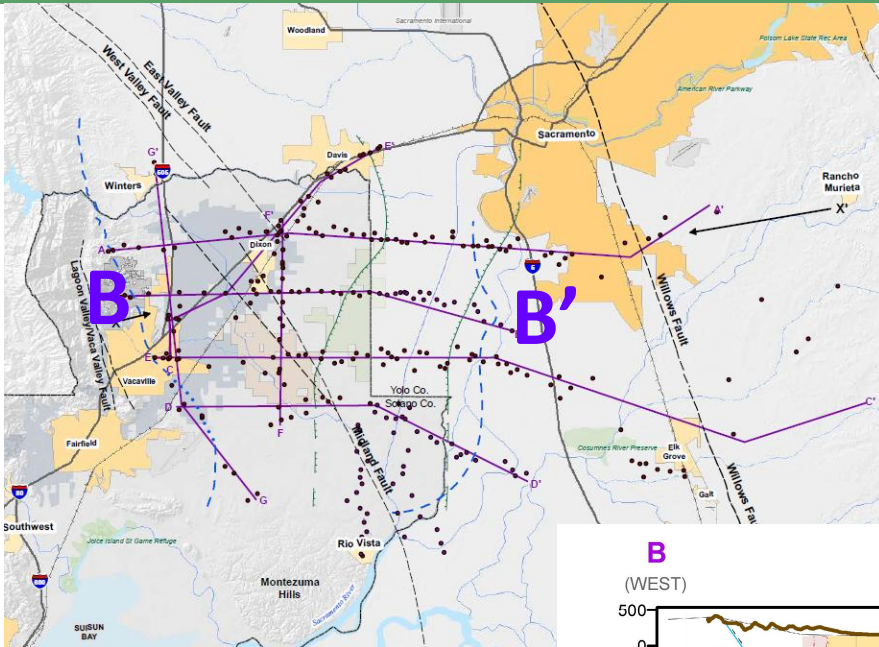 Sacramento International
Woodland
Folsom Lake State Rec Area
East Valley Fault
West Valley Fault
American River Parkway
Sacramento
Davis
E'
G'
505
Winters
Rancho
Murieta
X'
A'
F'
Dixon
A
5
B
B'
Lagoon Valley/Vaca Valley Fault
Willows Fault
E
C
Vacaville
Yolo Co.
Solano Co.
D
C'
F
Fairfield
Midland Fault
Cosumnes River Preserve
Elk
Grove
D'
80
G
Galt
Willows Fau
Southwest
Joice Island St Game Refuge
Rio Vista
680
Montezuma
Hills
Sacramento River
SUISUN
BAY
B
(WEST)
500
0